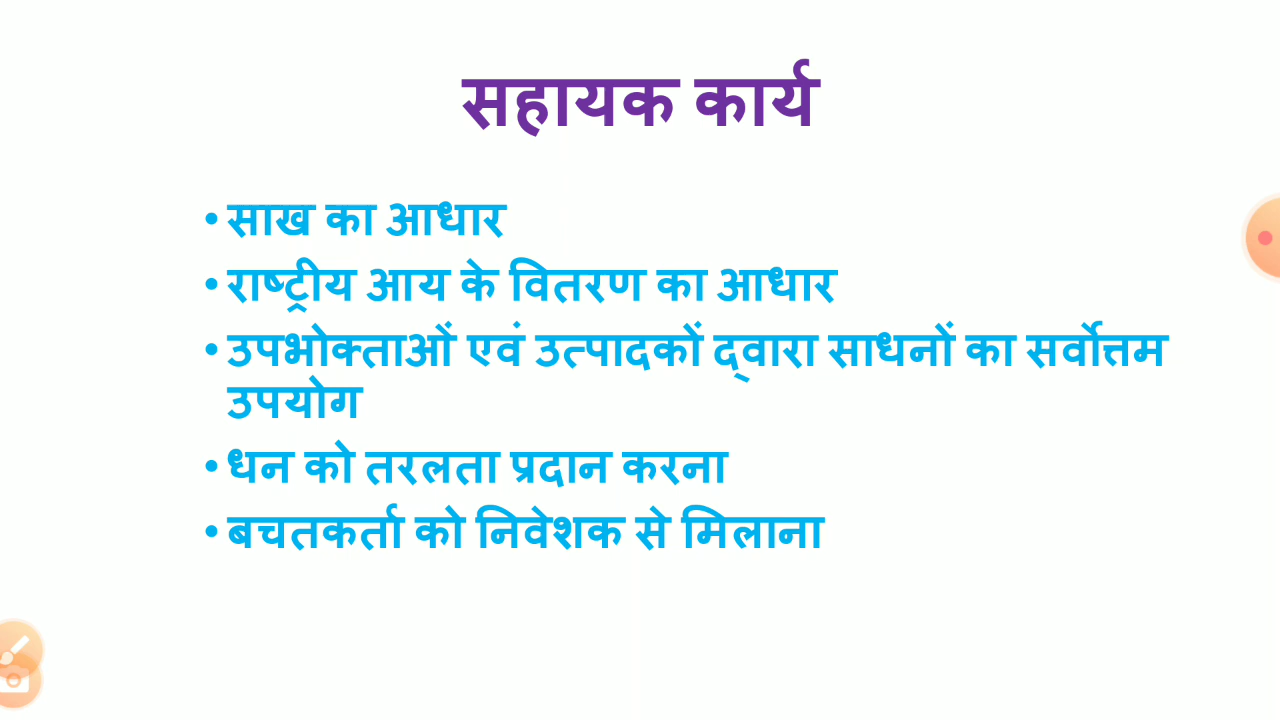 सहायक कार्य
• साख का आधार
• राष्ट्रीय आय के वितरण का आधार
• उपभोक्ताओं एवं उत्पादकों द्वारा साधनों का सर्वोत्तम
उपयोग
• धन को तरलता प्रदान करना
• बचतकर्ता को निवेशक से मिलाना